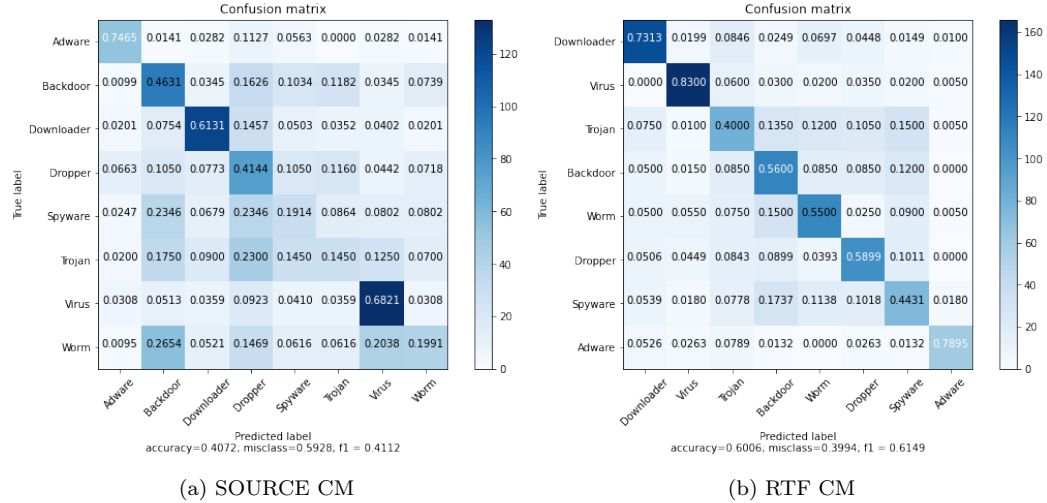 Confusion matrix
Adware 0.7465 0.0141 0.0282 0.1127 0.0563 0.0000 0.0282 0.0141
Backdoor 0.0099 0.4631 0.0345 0.1626 0.1034 0.1182 0.0345 0.0739
Downloader 0.0201 0.0754 0.6131 0.1457 0.0503 0.0352 0.0402 0.0201
Dropper 0.0663 0.1050 0.0773 0.4144 0.1050 0.1160 0.0442 0.0718
Spyware 0.0247 0.2346 0.0679 0.2346 0.1914 0.0864 0.0802 0.0802
Trojan 0.0200 0.1750 0.0900 0.2300 0.1450 0.1450 0.1250 0.0700
Virus 0.0308 0.0513 0.0359 0.0923 0.0410 0.0359 0.6821 0.0308
Worm 0.0095 0.2654 0.0521 0.1469 0.0616 0.0616 0.2038 0.1991
True label
Adware Backdoor Downloader Dropper Spyware Trojan Virus Worm
Predicted label
accuracy=0.4072; misclass=0.5928; f1 = 0.4112
120
100
80
60
40
20
0
(a) SOURCE CM
Confusion matrix
Downloader 0.7313 0.0199 0.0846 0.0249 0.0697 0.0448 0.0149 0.0100
Virus 0.0000 0.8300 0.0600 0.0300 0.0200 0.0350 0.0200 0.0050
Trojan 0.0750 0.0100 0.4000 0.1350 0.1200 0.1050 0.1500 0.0050
Backdoor 0.0500 0.0150 0.0850 0.5600 0.0850 0.0850 0.1200 0.0000
Worm 0.0500 0.0550 0.0750 0.1500 0.5500 0.0250 0.0900 0.0050
Dropper 0.0506 0.0449 0.0843 0.0899 0.0393 0.5899 0.1011 0.0000
Spyware 0.0539 0.0180 0.0778 0.1737 0.1138 0.1018 0.4431 0.0180
Adware 0.0526 0.0263 0.0789 0.0132 0.0000 0.0263 0.0132 0.7895
True label
Downloader Virus Trojan Backdoor Worm Dropper Spyware Adware
Predicted label
accuracy=0.6006; misclass=0.3994; f1 = 0.6149
160
140
120
100
80
60
40
20
0
(b) RTF CM